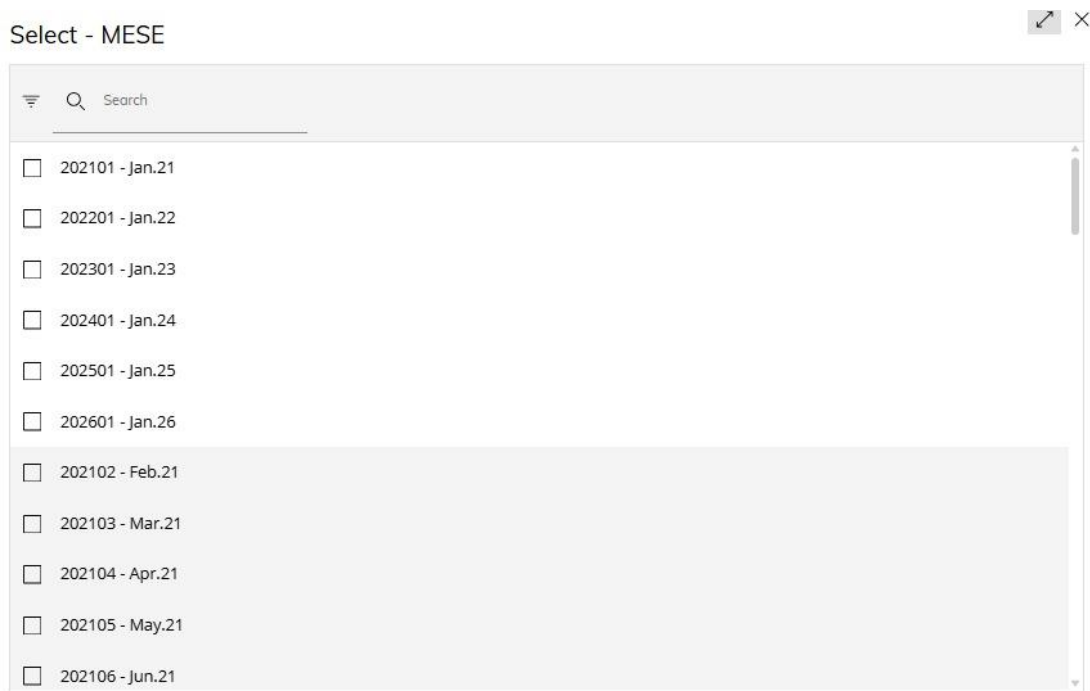 Select - MESE
Search
202101 - Jan.21
202201 - Jan.22
202301 - Jan.23
202401 - Jan.24
202501 - Jan.25
202601 - Jan.26
202102 - Feb.21
202103 - Mar.21
202104 - Apr.21
202105 - May.21
202106 - Jun.21